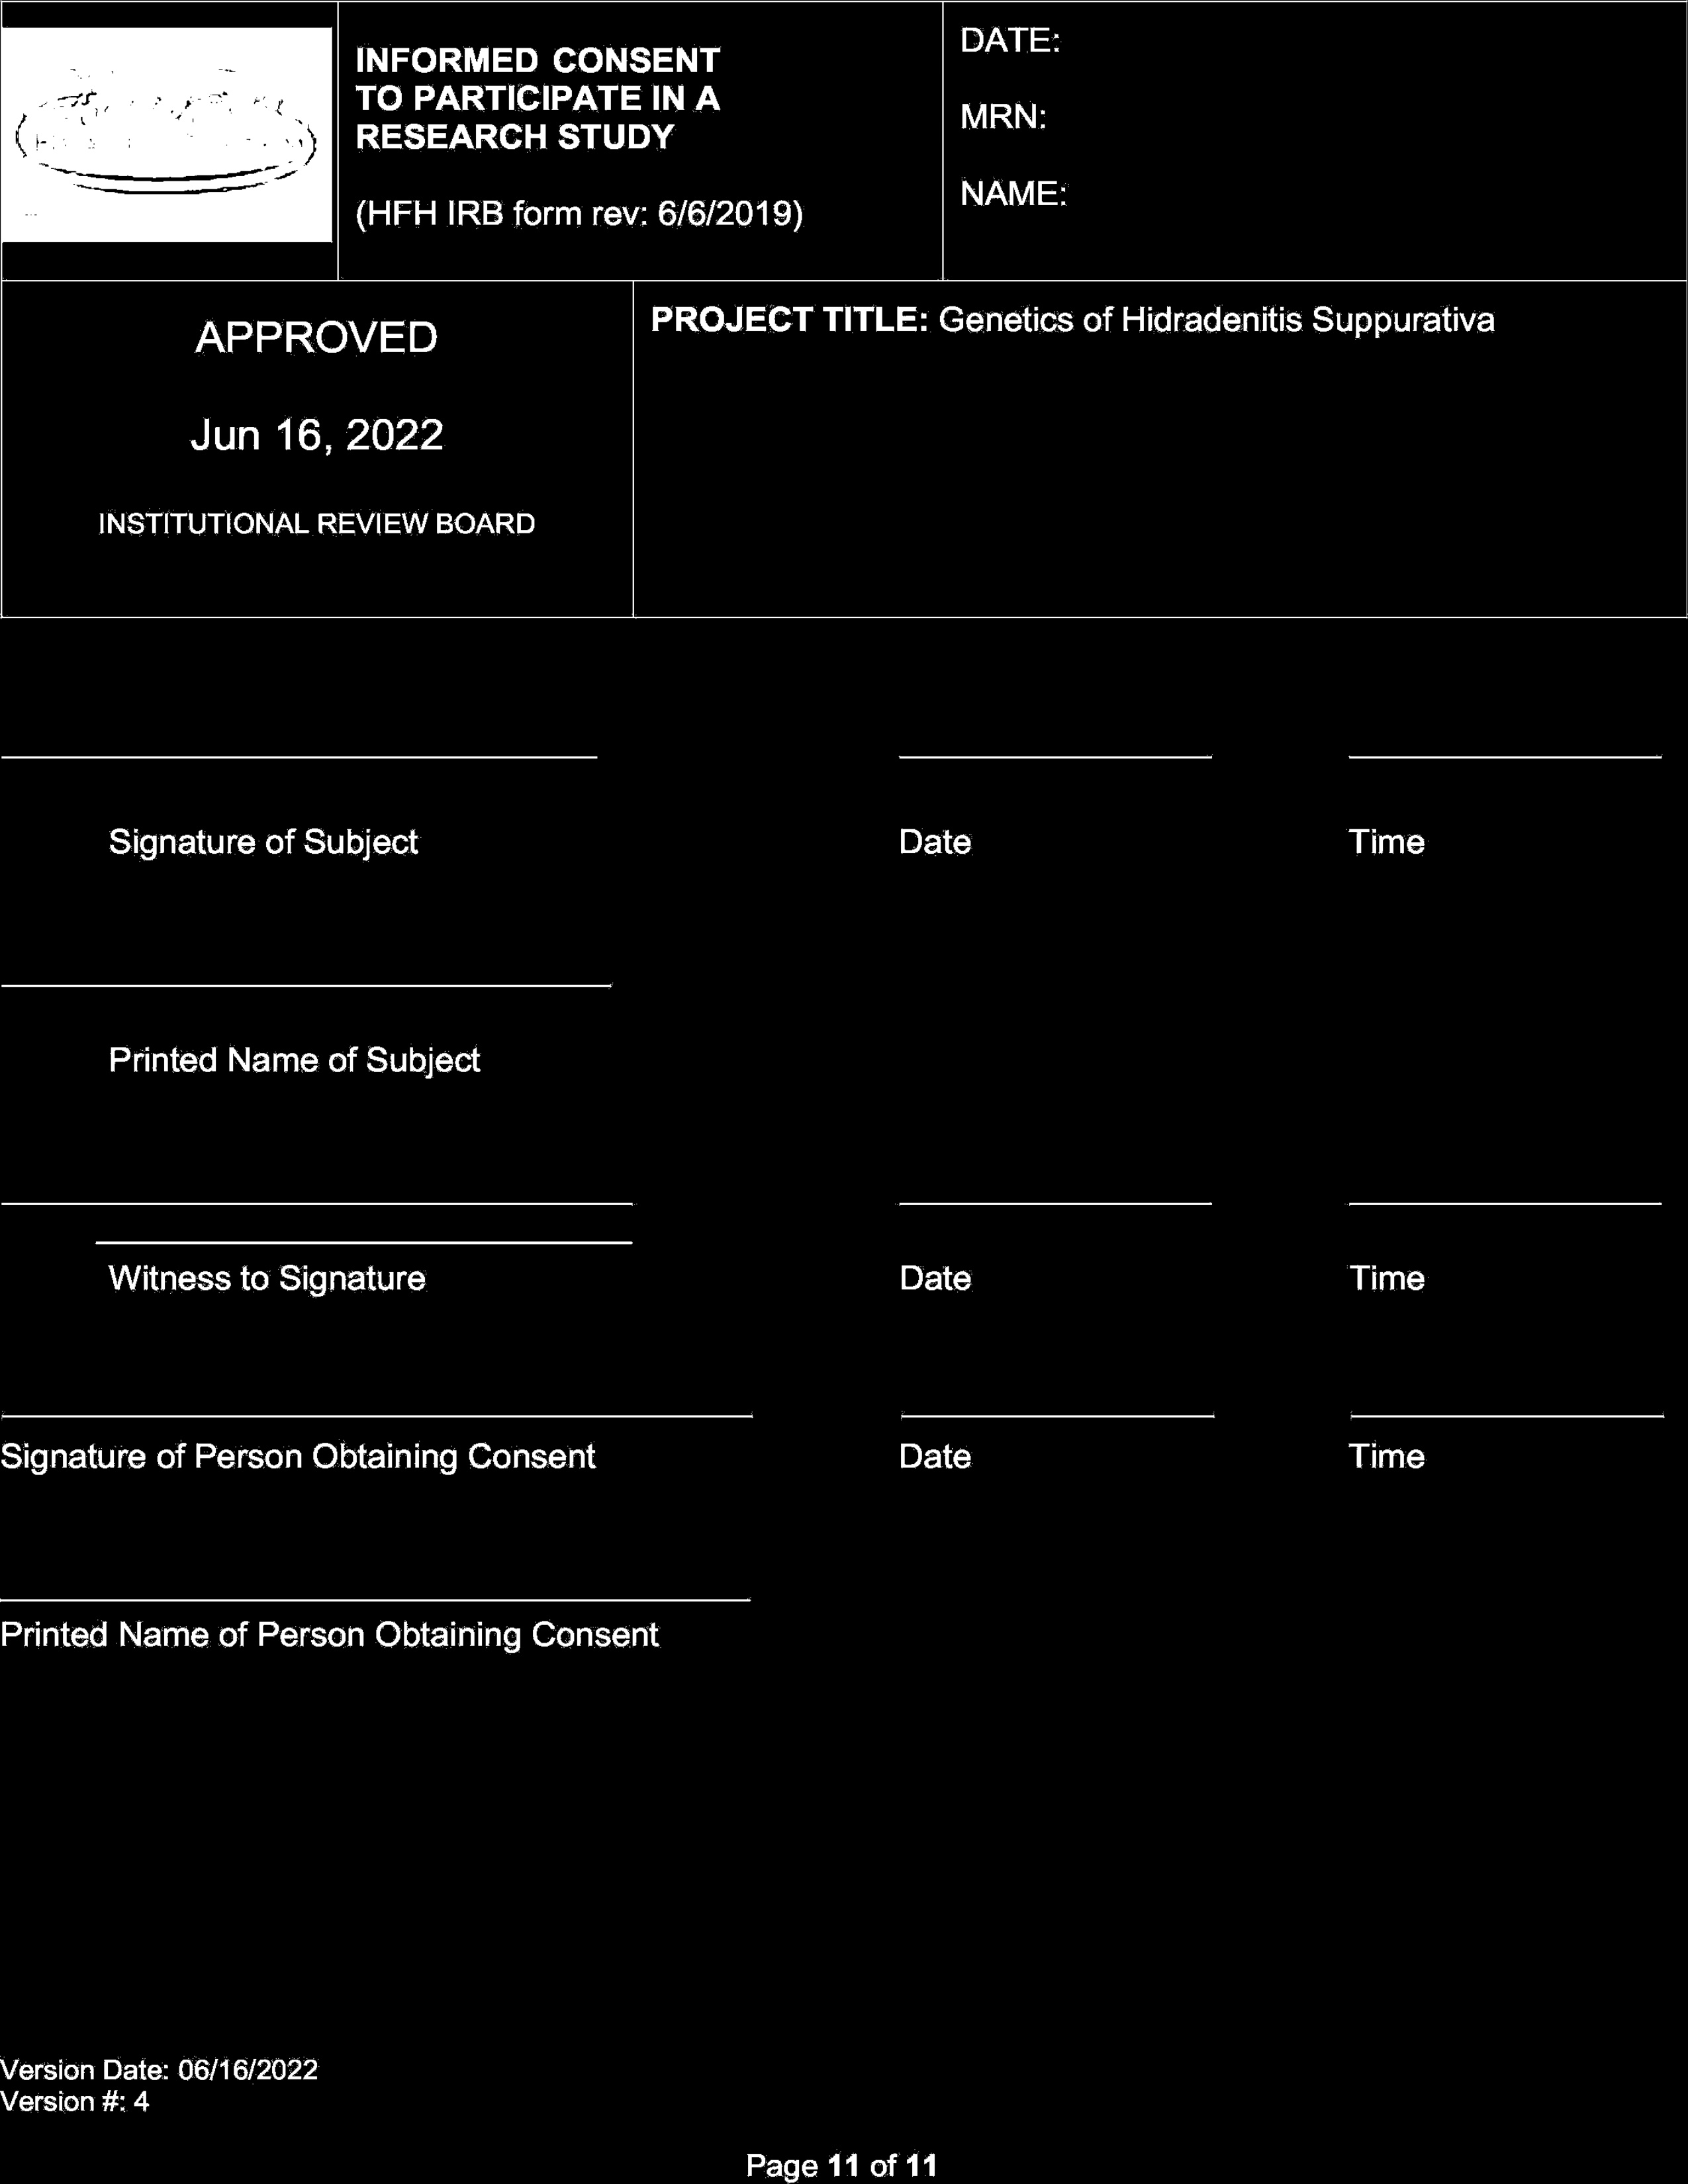 INFORMED CONSENT
TO PARTICIPATE IN A
RESEARCH STUDY
(HFH IRB form rev: 6/6/2019)
DATE:
MRN:
NAME:
APPROVED
Jun 16, 2022
INSTITUTIONAL REVIEW BOARD
PROJECT TITLE: Genetics of Hidradenitis Suppurativa
Signature of Subject Date Time
Printed Name of Subject
Witness to Signature Date Time
Signature of Person Obtaining Consent Date Time
Printed Name of Person Obtaining Consent
Version Date: 06/16/2022
Version #: 4
Page 11 of 11